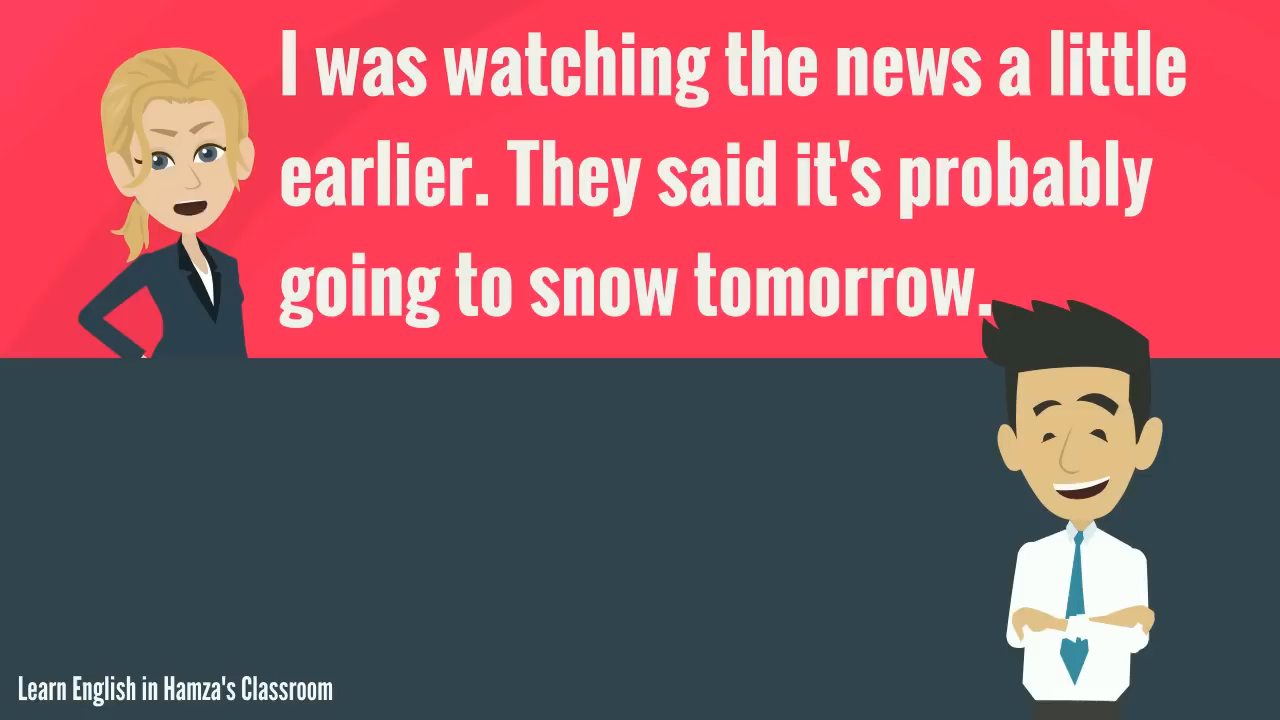 I was watching the news a little
earlier. They said it's probably
going to snow tomorrow.
Learn English in Hamza's Classroom